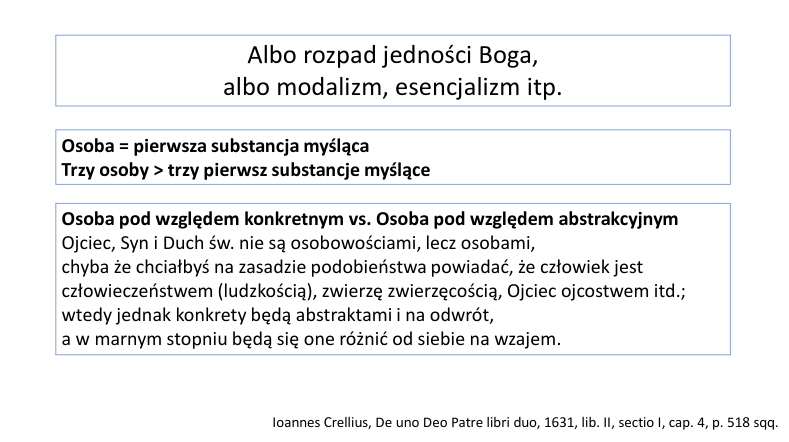 Albo rozpad jedności Boga,
albo modalizm, esencjalizm itp.
Osoba = pierwsza substancja myśląca
Trzy osoby > trzy pierwsz substancje myślące
Osoba pod względem konkretnym vs. Osoba pod względem abstrakcyjnym
Ojciec, Syn i Duch św. nie są osobowościami, lecz osobami,
chyba że chciałbyś na zasadzie podobieństwa powiadać, że człowiek jest
człowieczeństwem (ludzkością), zwierzę zwierzęcością, Ojciec ojcostwem itd.;
wtedy jednak konkrety będą abstraktami i na odwrót,
a w marnym stopniu będą się one różnić od siebie na wzajem.
Ioannes Crellius, De uno Deo Patre libri duo, 1631, lib. II, sectio I, cap. 4, p. 518 sqq.